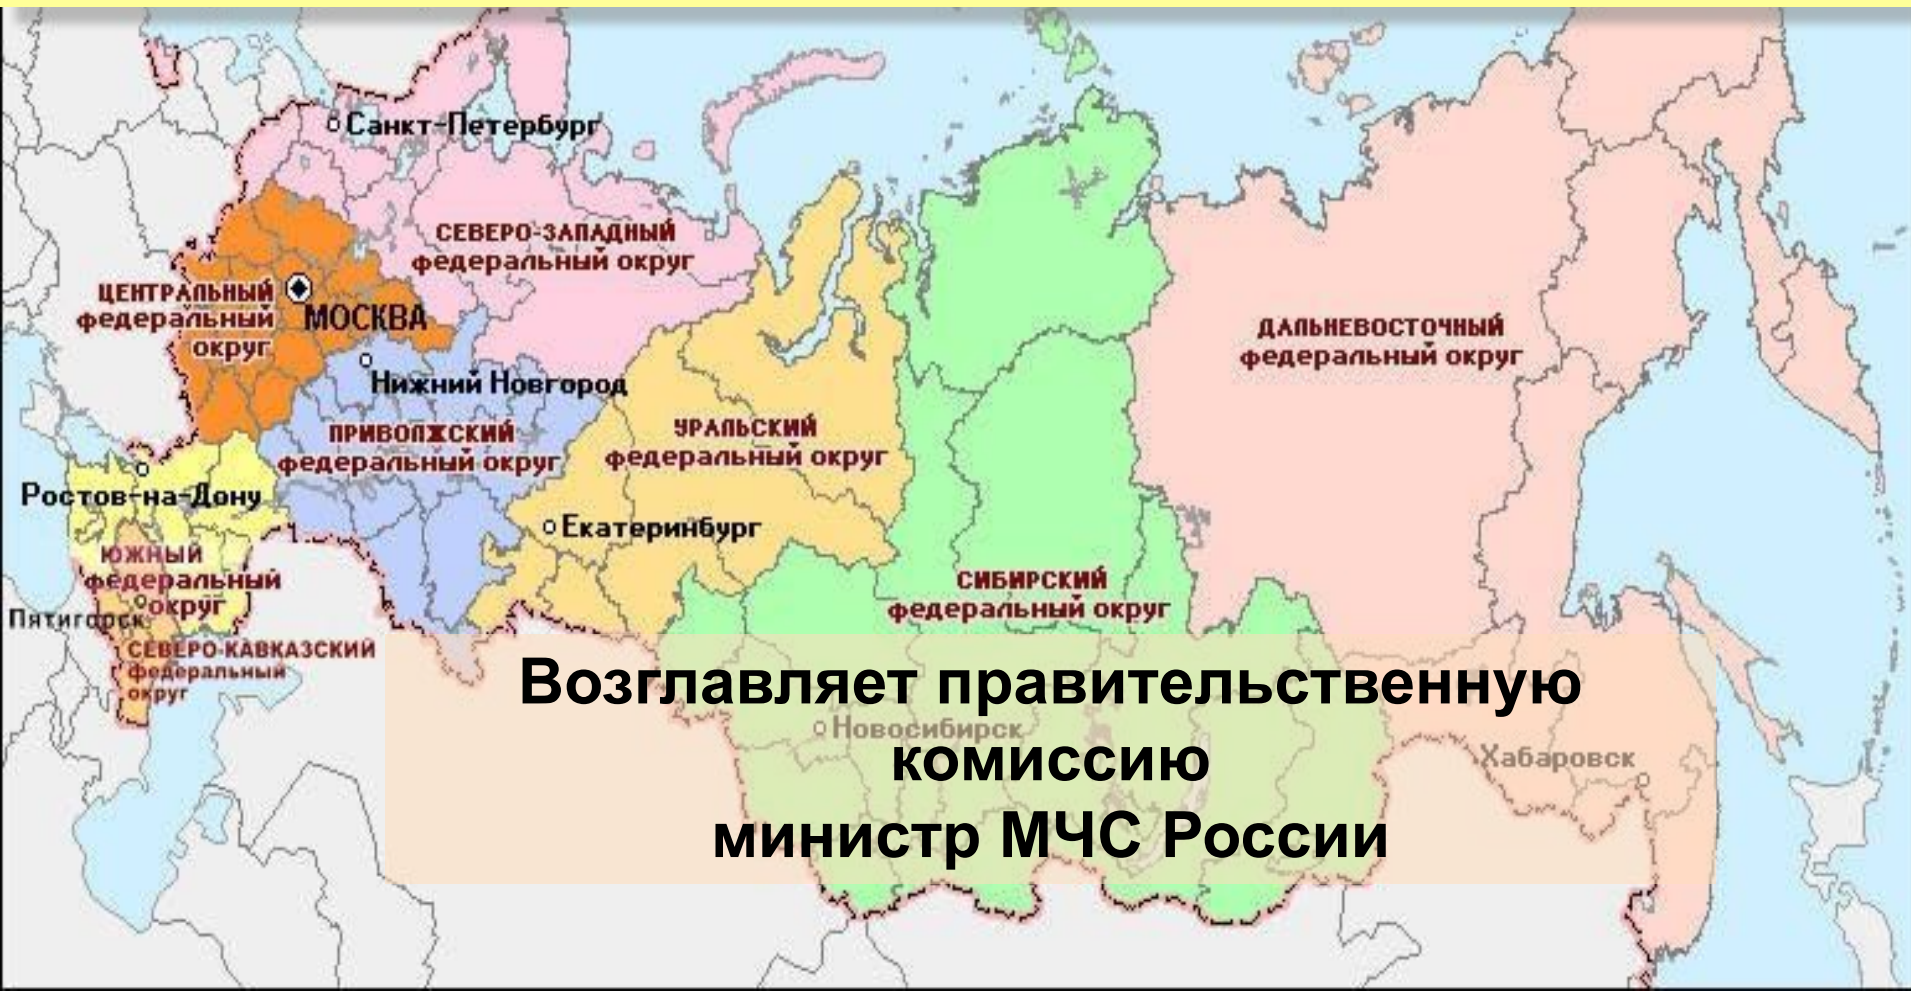 Санкт-Петербург
СЕВЕРО-ЗАПАДНЫЙ
федеральный округ
ЦЕНТРАЛЬНЫЙ
федеральный
округ
МОСКВА
ДАЛЬНЕВОСТОЧНЫЙ
федеральный округ
Нижний Новгород
ПРИВОЛЖСКИЙ
федеральный округ
УРАЛЬСКИЙ
федеральный округ
Ростов-на-Дону
Екатеринбург
ЮЖНЫЙ
федеральный
округ
Пятигорск
СИБИРСКИЙ
федеральный округ
СЕВЕРО-КАВКАЗСКИЙ
федеральный
округ
Возглавляет правительственную
Новосибирск
комиссию
Хабаровск
министр МЧС России